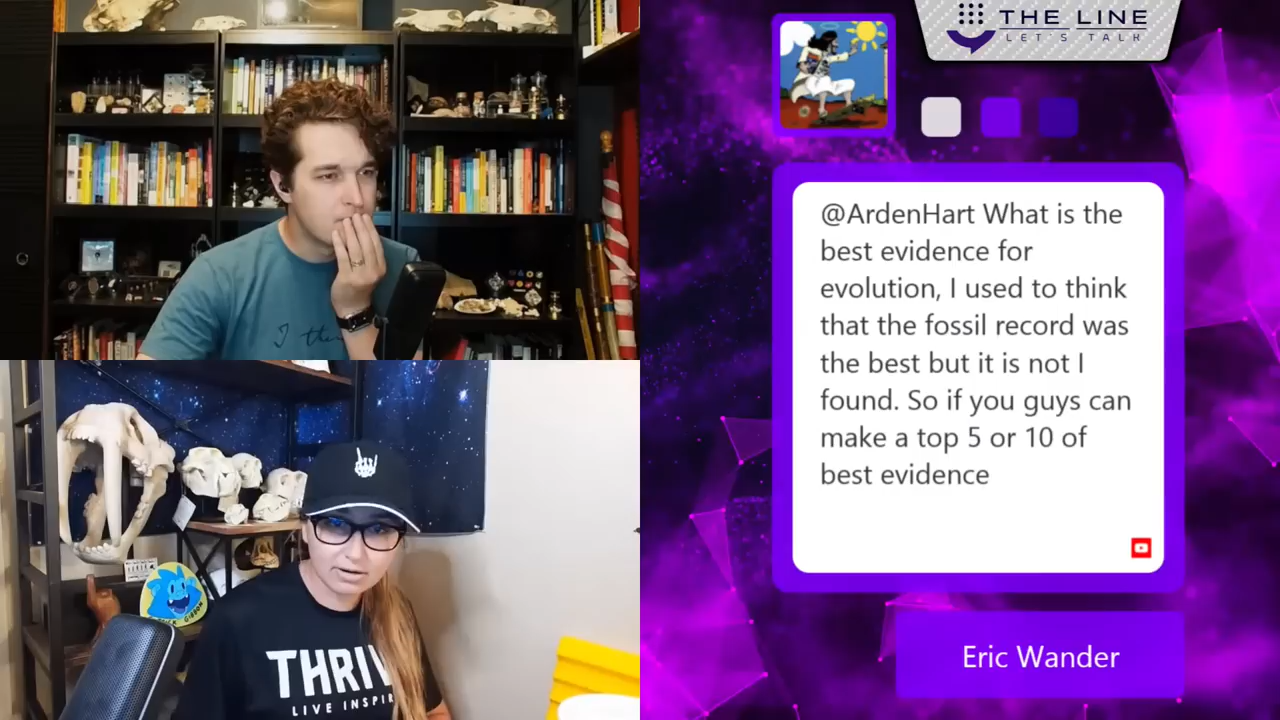 THE LINE
LET'S TALK
@ArdenHart What is the
best evidence for
evolution, I used to think
that the fossil record was
the best but it is not I
found. So if you guys can
make a top 5 or 10 of
best evidence
Eric Wander
I the
THRIV
LIVE INSPIR